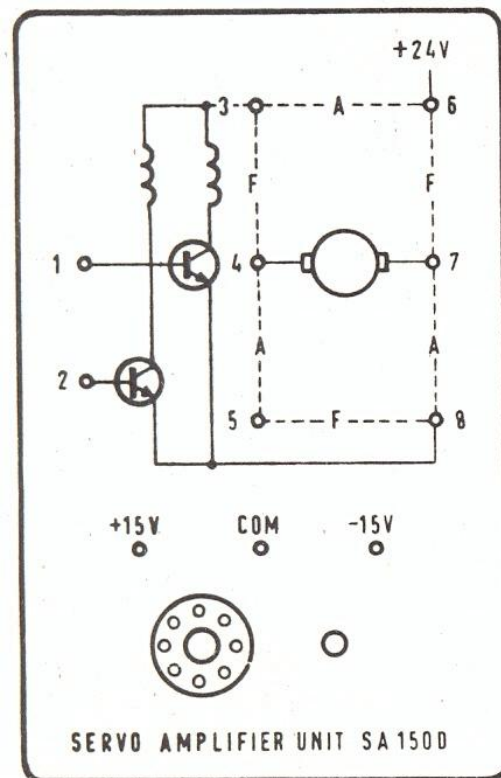 +24V
3 A 6
F F
1 4 7
A A
2 5 F 8
+15V COM -15V
SERVO AMPLIFIER UNIT SA 150D